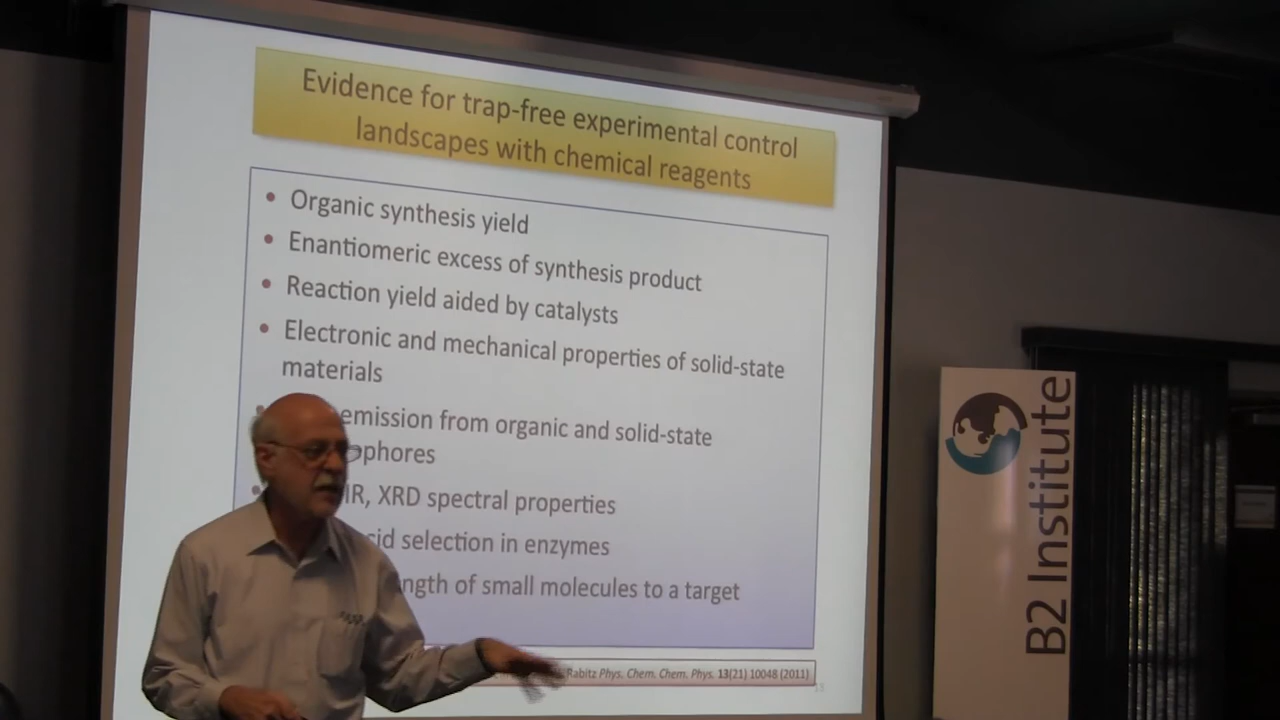 Evidence for trap-free experimental control
landscapes with chemical reagents
Organic synthesis yield
Enantiomeric excess of synthesis product
Reaction yield aided by catalysts
Electronic and mechanical properties of solid-state
materials
emission from organic and solid-state
phores
IR, XRD spectral properties
selection in enzymes
of small molecules to a target
Rabitz Phys. Chem. Chem. Phys. 13(21) 10048 (2011)
13
B2 Institute